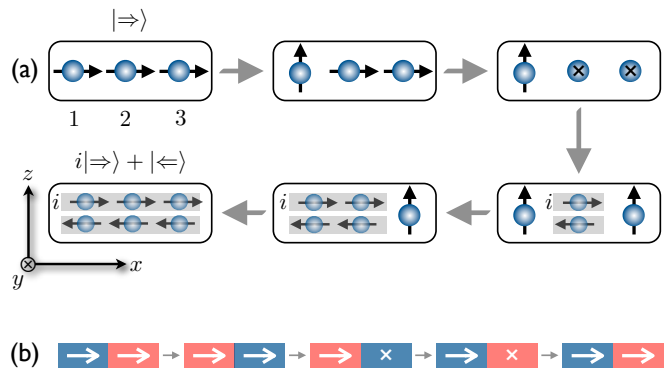 |⇒⟩
(a)
1 2 3
i|⇒⟩ + |⇐⟩
z
i
i
i
y
x
(b)